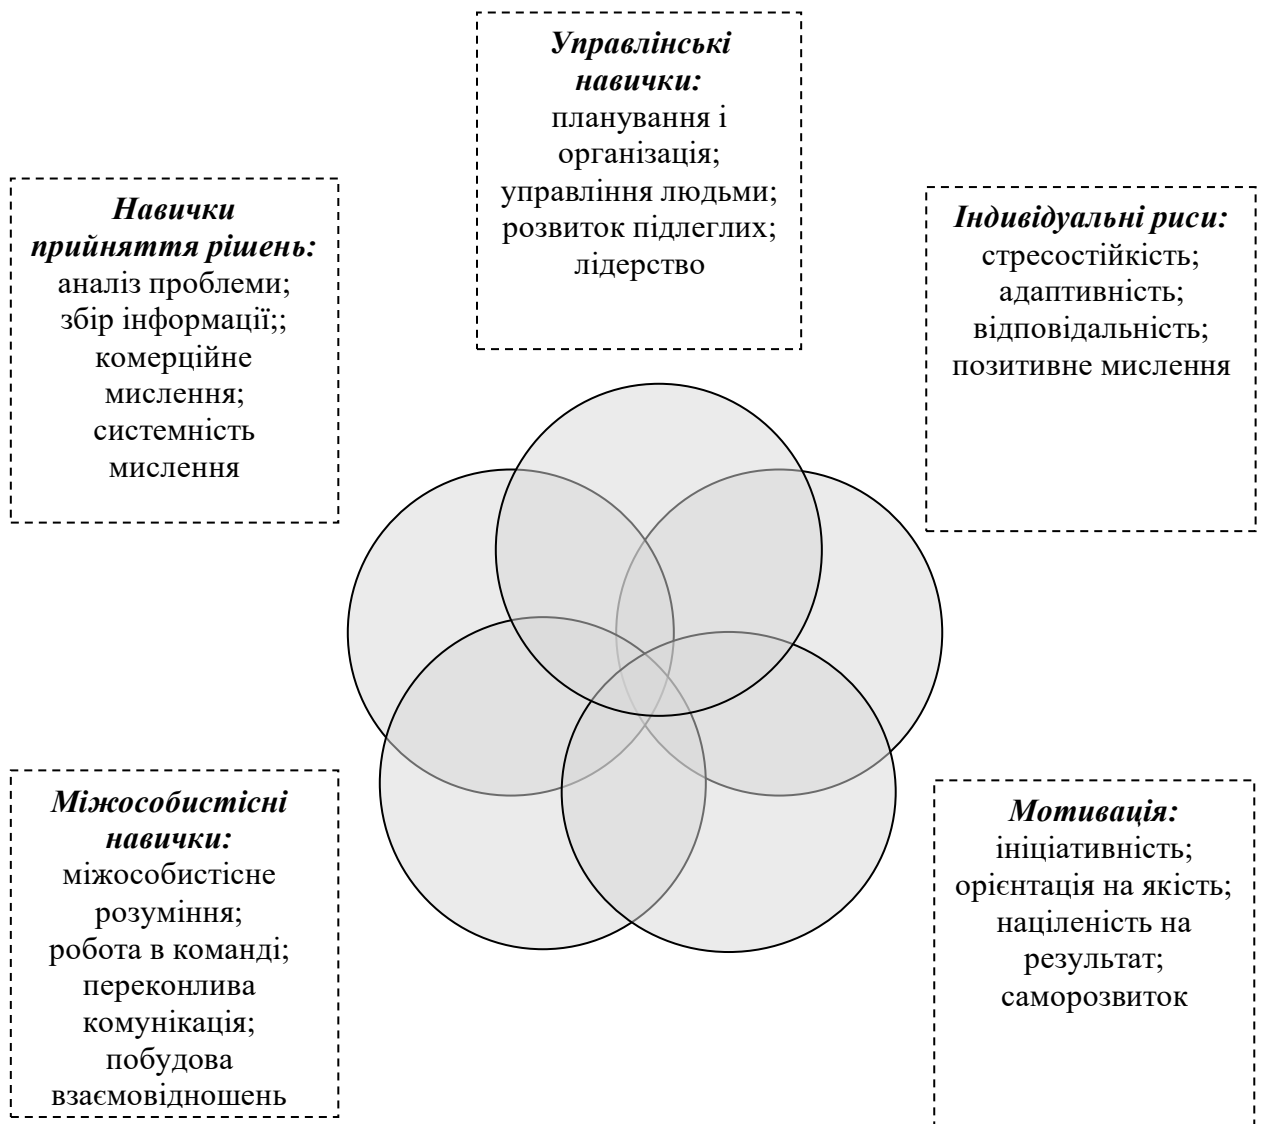 Управлінські
навички:
планування і
організація;
управління людьми;
розвиток підлеглих;
лідерство
Навички
прийняття рішень:
аналіз проблеми;
збір інформації;;
комерційне
мислення;
системність
мислення
Індивідуальні риси:
стресостійкість;
адаптивність;
відповідальність;
позитивне мислення
Міжособистісні
навички:
міжособистісне
розуміння;
робота в команді;
переконлива
комунікація;
побудова
взаємовідношень
Мотивація:
ініціативність;
орієнтація на якість;
націленість на
результат;
саморозвиток